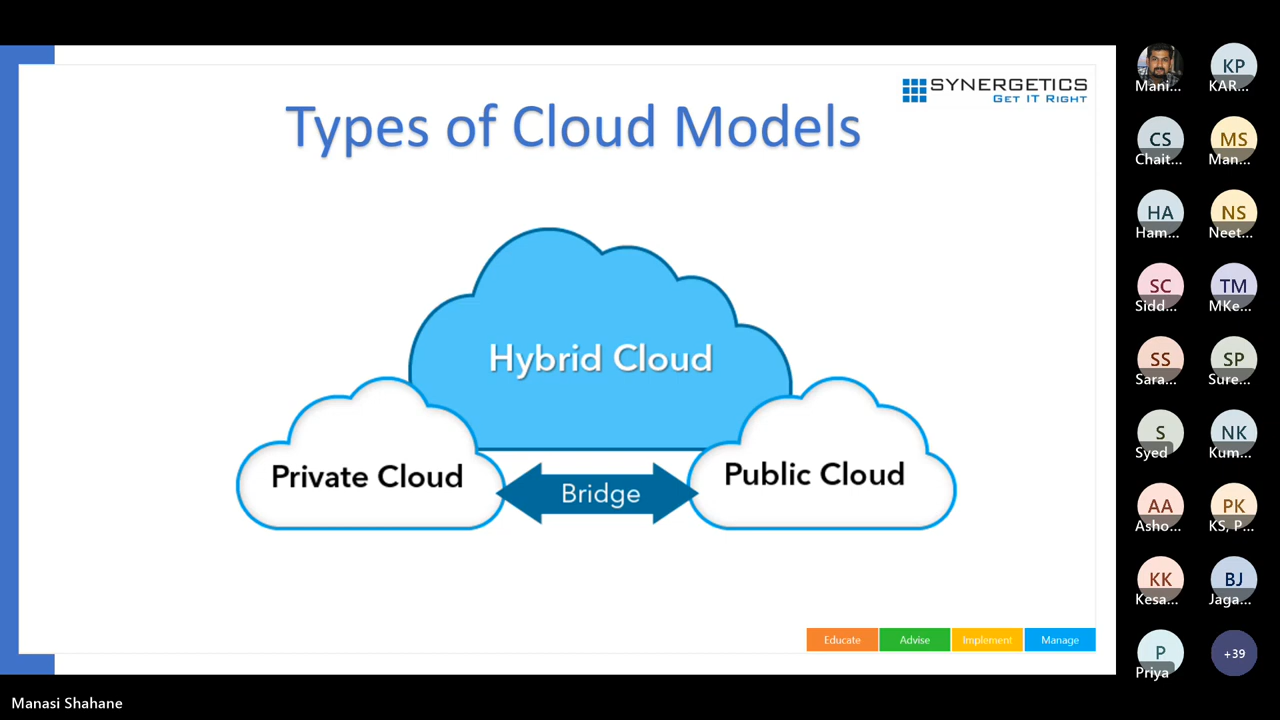 SYNERGETICS
GET IT RIGHT
Types of Cloud Models
Hybrid Cloud
Private Cloud
Public Cloud
Bridge
Educate
Advise
Implement
Manage
Mani...
KP
KAR...
CS
Chait...
MS
Man...
HA
Ham...
NS
Neet...
SC
Sidd...
TM
MKe...
SS
Sara...
SP
Sure...
S
Syed
NK
Kum...
AA
Asho...
PK
KS, P...
KK
Kesa...
BJ
Jaga...
P
Priya
+39
Manasi Shahane